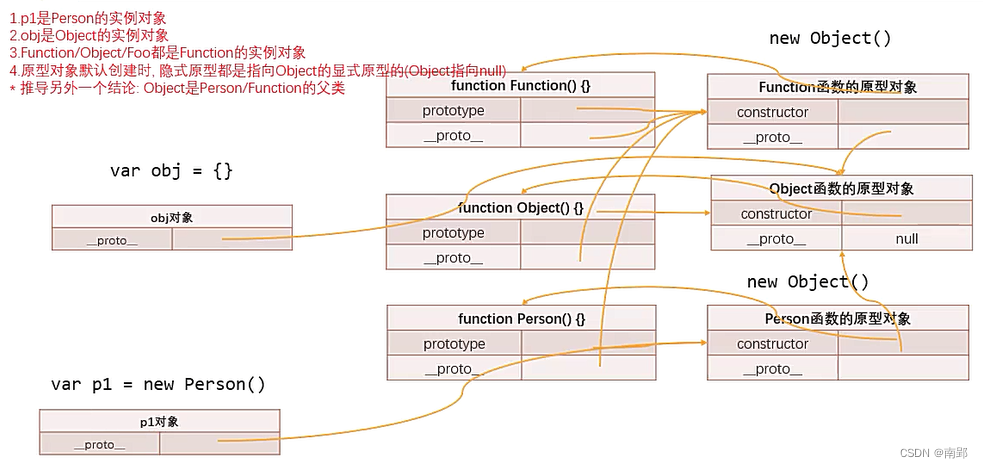 1.p1是Person的实例对象
2.obj是Object的实例对象
3.Function/Object/Foo都是Function的实例对象
4.原型对象默认创建时, 隐式原型都是指向Object的显式原型的(Object指向null)
* 推导另外一个结论: Object是Person/Function的父类
new Object()
function Function() {}
prototype
__proto__
Function函数的原型对象
constructor
__proto__
var obj = {}
obj对象
__proto__
function Object() {}
prototype
__proto__
Object函数的原型对象
constructor
__proto__ null
new Object()
function Person() {}
prototype
__proto__
Person函数的原型对象
constructor
__proto__
var p1 = new Person()
p1对象
__proto__
CSDN @南郢